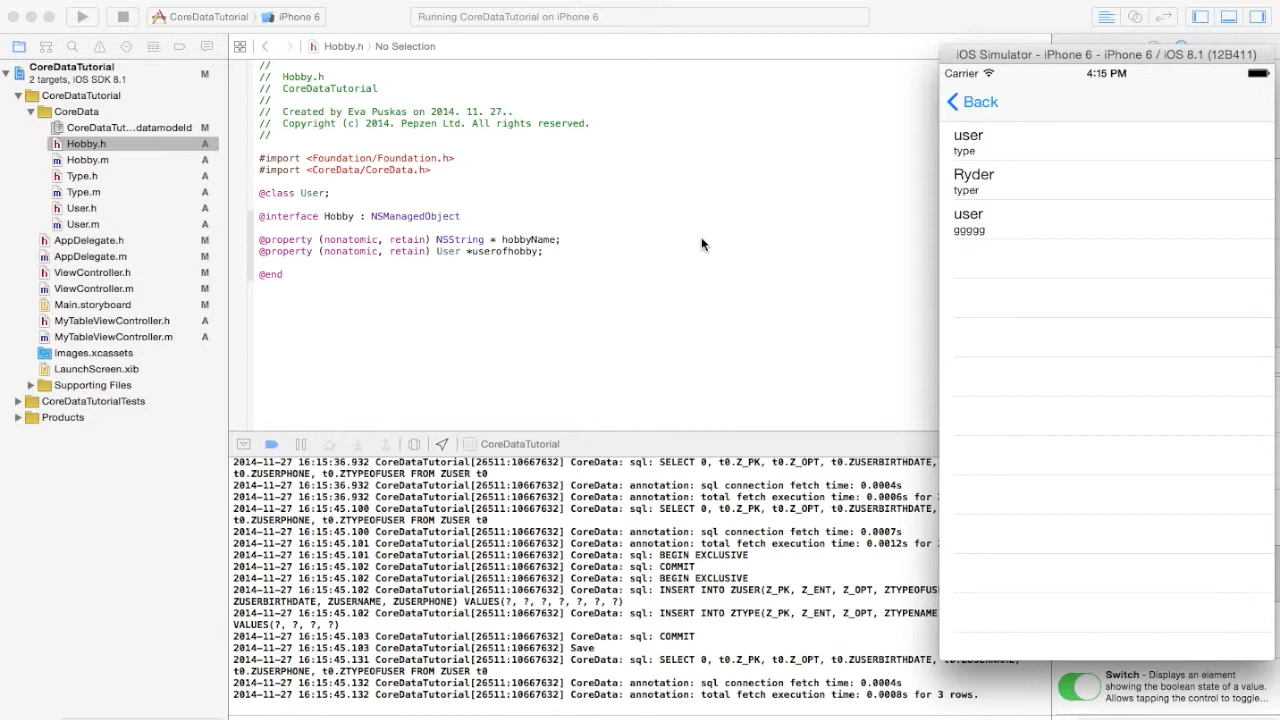 CoreDataTutorial
iPhone 6
Running CoreDataTutorial on iPhone 6
Hobby.h
No Selection
CoreDataTutorial
M
2 targets, iOS SDK 8.1
CoreDataTutorial
CoreData
CoreDataTut...datamodeld
M
Hobby.h
A
Hobby.m
A
Type.h
A
Type.m
A
User.h
A
User.m
A
AppDelegate.h
M
AppDelegate.m
M
ViewController.h
M
ViewController.m
M
Main.storyboard
M
MyTableViewController.h
A
MyTableViewController.m
A
Images.xcassets
LaunchScreen.xib
Supporting Files
CoreDataTutorialTests
Products
//
// Hobby.h
// CoreDataTutorial
//
// Created by Eva Puskas on 2014. 11. 27..
// Copyright (c) 2014. Pepzen Ltd. All rights reserved.
//
#import <Foundation/Foundation.h>
#import <CoreData/CoreData.h>
@class User;
@interface Hobby : NSManagedObject
@property (nonatomic, retain) NSString * hobbyName;
@property (nonatomic, retain) User *userofhobby;
@end
CoreDataTutorial
2014-11-27 16:15:36.932 CoreDataTutorial[26511:10667632] CoreData: sql: SELECT 0, t0.Z_PK, t0.Z_OPT, t0.ZUSERBIRTHDATE,
t0.ZUSERPHONE, t0.ZTYPEOFUSER FROM ZUSER t0
2014-11-27 16:15:36.932 CoreDataTutorial[26511:10667632] CoreData: annotation: sql connection fetch time: 0.0004s
2014-11-27 16:15:36.932 CoreDataTutorial[26511:10667632] CoreData: annotation: total fetch execution time: 0.0006s for
2014-11-27 16:15:45.100 CoreDataTutorial[26511:10667632] CoreData: sql: SELECT 0, t0.Z_PK, t0.Z_OPT, t0.ZUSERBIRTHDATE,
t0.ZUSERPHONE, t0.ZTYPEOFUSER FROM ZUSER t0
2014-11-27 16:15:45.100 CoreDataTutorial[26511:10667632] CoreData: annotation: sql connection fetch time: 0.0007s
2014-11-27 16:15:45.101 CoreDataTutorial[26511:10667632] CoreData: annotation: total fetch execution time: 0.0012s for
2014-11-27 16:15:45.101 CoreDataTutorial[26511:10667632] CoreData: sql: BEGIN EXCLUSIVE
2014-11-27 16:15:45.102 CoreDataTutorial[26511:10667632] CoreData: sql: COMMIT
2014-11-27 16:15:45.102 CoreDataTutorial[26511:10667632] CoreData: sql: BEGIN EXCLUSIVE
2014-11-27 16:15:45.102 CoreDataTutorial[26511:10667632] CoreData: sql: INSERT INTO ZUSER(Z_PK, Z_ENT, Z_OPT, ZTYPEOFUSE
ZUSERBIRTHDATE, ZUSERNAME, ZUSERPHONE) VALUES(?, ?, ?, ?, ?, ?, ?)
2014-11-27 16:15:45.102 CoreDataTutorial[26511:10667632] CoreData: sql: INSERT INTO ZTYPE(Z_PK, Z_ENT, Z_OPT, ZTYPENAME
VALUES(?, ?, ?, ?)
2014-11-27 16:15:45.103 CoreDataTutorial[26511:10667632] CoreData: sql: COMMIT
2014-11-27 16:15:45.103 CoreDataTutorial[26511:10667632] Save
2014-11-27 16:15:45.131 CoreDataTutorial[26511:10667632] CoreData: sql: SELECT 0, t0.Z_PK, t0.Z_OPT, t0.ZUSERBIRTHDATE,
t0.ZUSERPHONE, t0.ZTYPEOFUSER FROM ZUSER t0
2014-11-27 16:15:45.132 CoreDataTutorial[26511:10667632] CoreData: annotation: sql connection fetch time: 0.0004s
2014-11-27 16:15:45.132 CoreDataTutorial[26511:10667632] CoreData: annotation: total fetch execution time: 0.0008s for 3 rows.
iOS Simulator - iPhone 6 - iPhone 6 / iOS 8.1 (12B411)
Carrier
4:15 PM
Back
user
type
Ryder
typer
user
ggggg
Switch - Displays an element
showing the boolean state of a value.
Allows tapping the control to toggle...